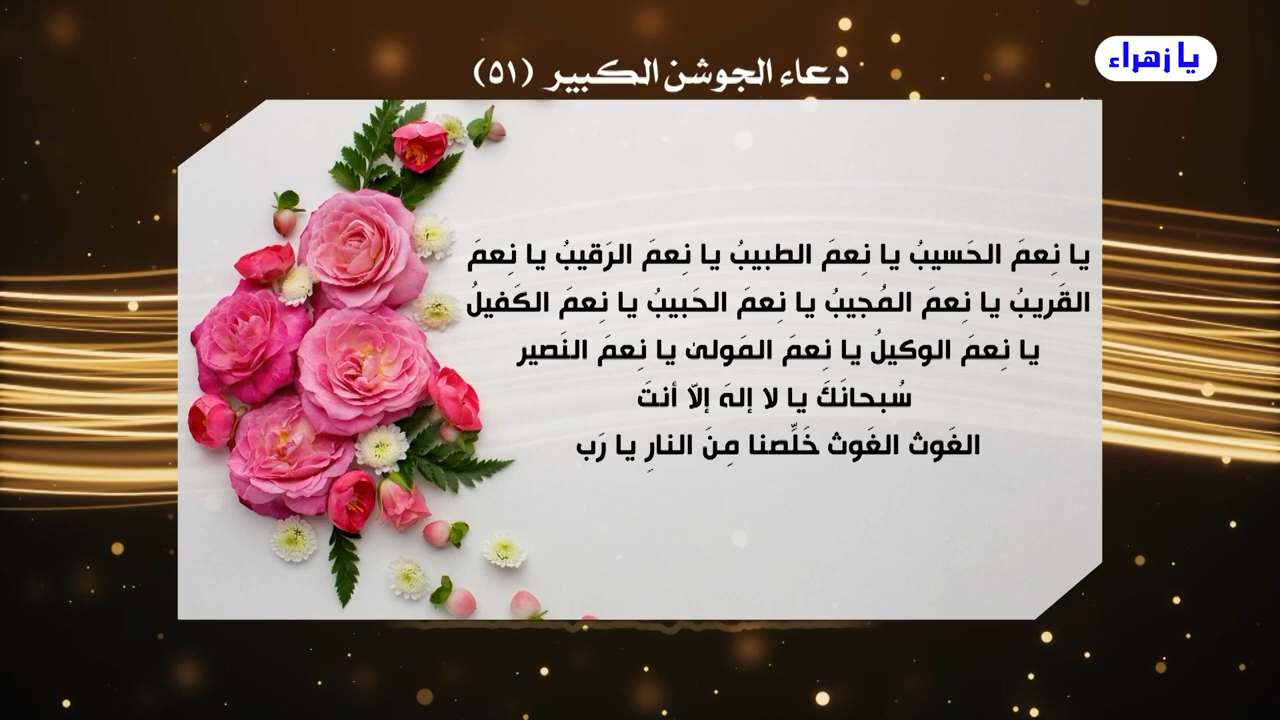 يا زهراء
دعاء الجوشن الكبير (٥١)
يا نِعمَ الحَسيبُ يا نِعمَ الطبيبُ يا نِعمَ الرَقيبُ يا نِعمَ
القَريبُ يا نِعمَ المُجيبُ يا نِعمَ الحَبيبُ يا نِعمَ الكَفيلُ
يا نِعمَ الوكيلُ يا نِعمَ المَولىٰ يا نِعمَ النَصير
سُبحانَكَ يا لا إلهَ إلّا أنتَ
الغَوث الغَوث خَلِّصنا مِنَ النارِ يا رَب